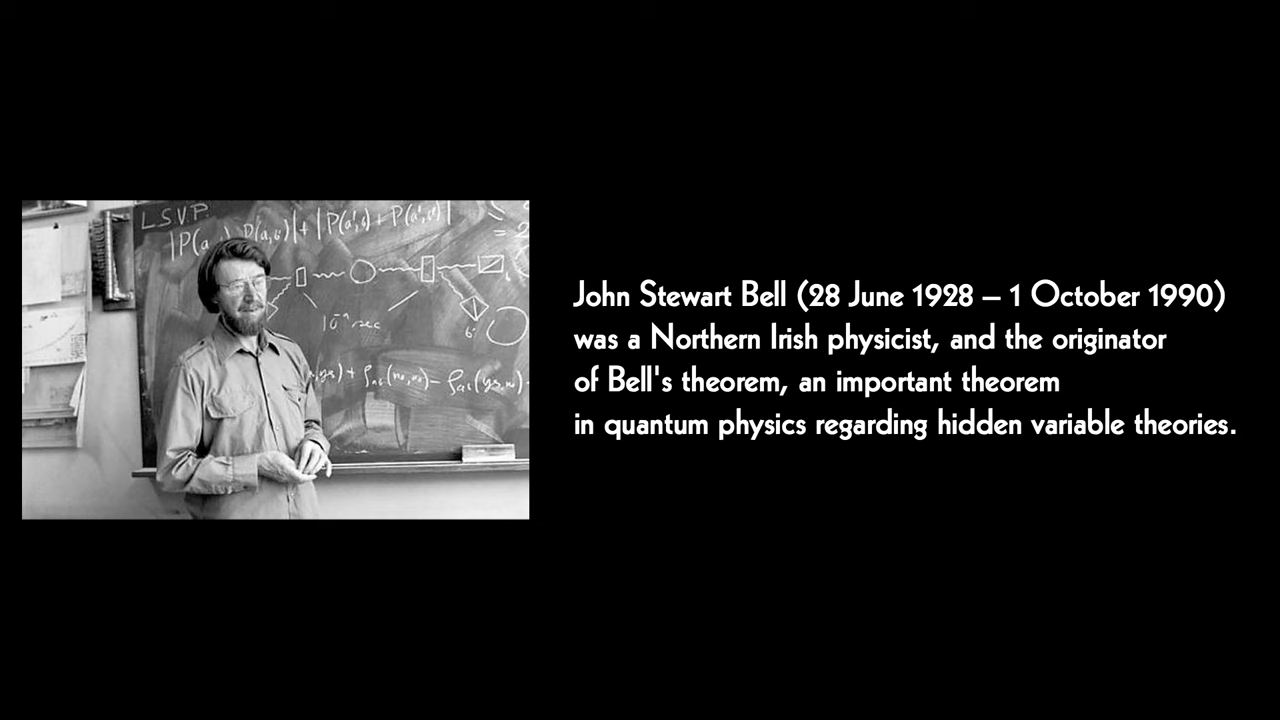 L.S.V.P.
John Stewart Bell (28 June 1928 – 1 October 1990)
was a Northern Irish physicist, and the originator
of Bell's theorem, an important theorem
in quantum physics regarding hidden variable theories.